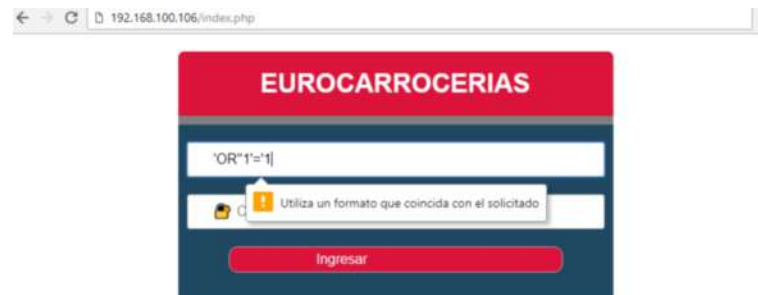 192.168.100.106/index.php
EUROCARROCERIAS
'OR"1'='1
Utiliza un formato que coincida con el solicitado
Ingresar